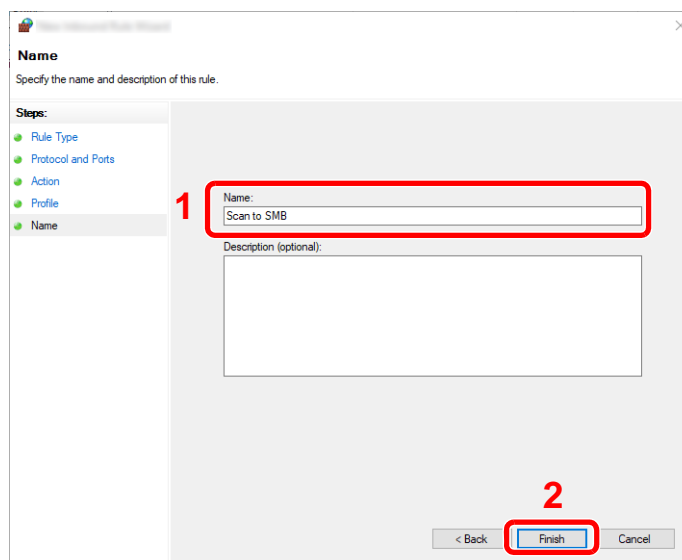 Name
Specify the name and description of this rule.
Steps:
Rule Type
Protocol and Ports
Action
Profile
Name
1
Name:
Scan to SMB
Description (optional):
2
< Back
Finish
Cancel